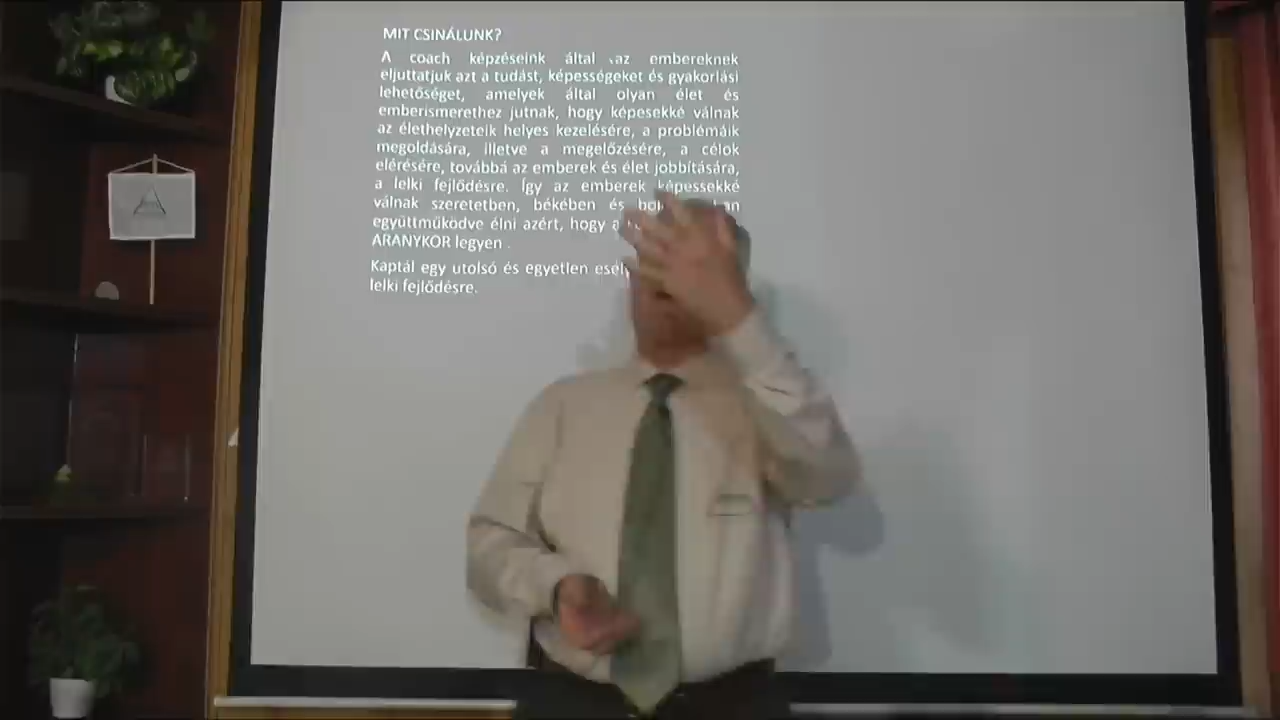 MIT CSINÁLUNK?
A coach képzéseink által az embereknek
eljuttatjuk azt a tudást, képességeket és gyakorlási
lehetőséget, amelyek által olyan élet és
emberismerethez jutnak, hogy képesekké válnak
az élethelyzeteik helyes kezelésére, a problémáik
megoldására, illetve a megelőzésére, a célok
elérésére, továbbá az emberek és élet jobbítására,
a lelki fejlődésre. Így az emberek képessekké
válnak szeretetben, békében és
együttműködve élni azért, hogy a
ARANYKOR legyen .
Kaptál egy utolsó és egyetlen
lelki fejlődésre.